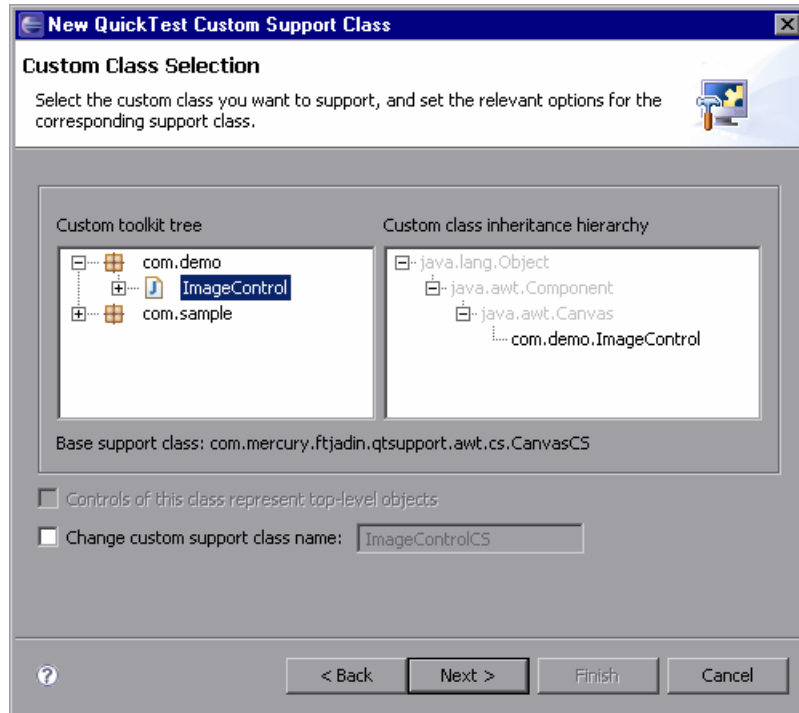 New QuickTest Custom Support Class
Custom Class Selection
Select the custom class you want to support, and set the relevant options for the
corresponding support class.
Custom toolkit tree
com.demo
ImageControl
com.sample
Custom class inheritance hierarchy
java.lang.Object
java.awt.Component
java.awt.Canvas
com.demo.ImageControl
Base support class: com.mercury.ftjadin.qtsupport.awt.cs.CanvasCS
Controls of this class represent top-level objects
Change custom support class name: ImageControlCS
?
< Back Next > Finish Cancel